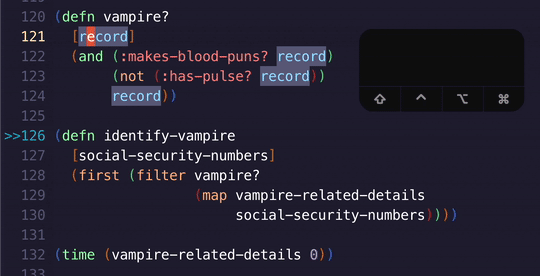 120 (defn vampire?
121   [record]
122   (and (:makes-blood-puns? record)
123        (not (:has-pulse? record))
124        record))
125
>>126 (defn identify-vampire
127   [social-security-numbers]
128   (first (filter vampire?
129                  (map vampire-related-details
130                       social-security-numbers))))
131
132 (time (vampire-related-details 0))
133
⇧ ^ ⌥ ⌘